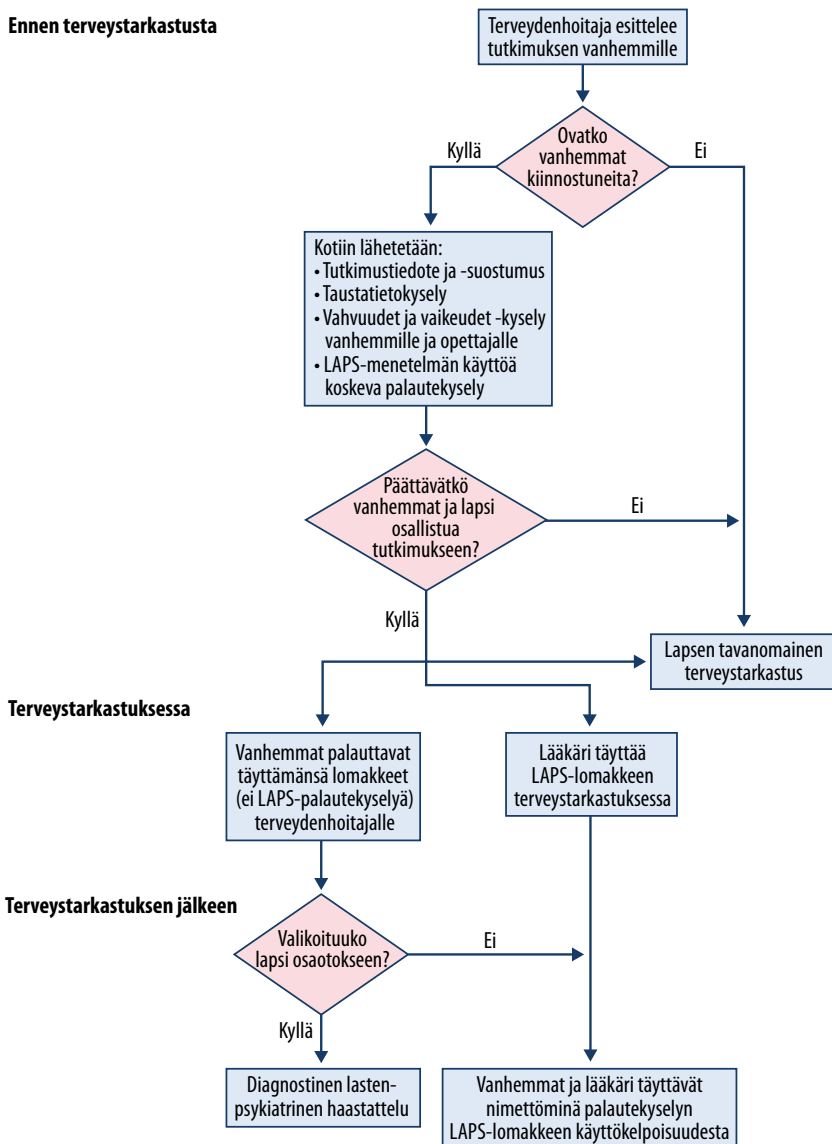 Ennen terveystarkastusta
Terveydenhoitaja esittelee
tutkimuksen vanhemmille
Ovatko
vanhemmat
kiinnostuneita?
Kyllä
Ei
Kotiin lähetetään:
• Tutkimustiedote ja -suostumus
• Taustatietokysely
• Vahvuudet ja vaikeudet -kysely
vanhemmille ja opettajalle
• LAPS-menetelmän käyttöä
koskeva palautekysely
Päättävätkö
vanhemmat ja lapsi
osallistua
tutkimukseen?
Ei
Kyllä
Lapsen tavanomainen
terveystarkastus
Terveystarkastuksessa
Vanhemmat palauttavat
täyttämänsä lomakkeet
(ei LAPS-palautekyselyä)
terveydenhoitajalle
Lääkäri täyttää
LAPS-lomakkeen
terveystarkastuksessa
Terveystarkastuksen jälkeen
Valikoituuko
lapsi osaotokseen?
Ei
Kyllä
Diagnostinen lasten-
psykiatrinen haastattelu
Vanhemmat ja lääkäri täyttävät
nimettöminä palautekyselyn
LAPS-lomakkeen käyttökelpoisuudesta